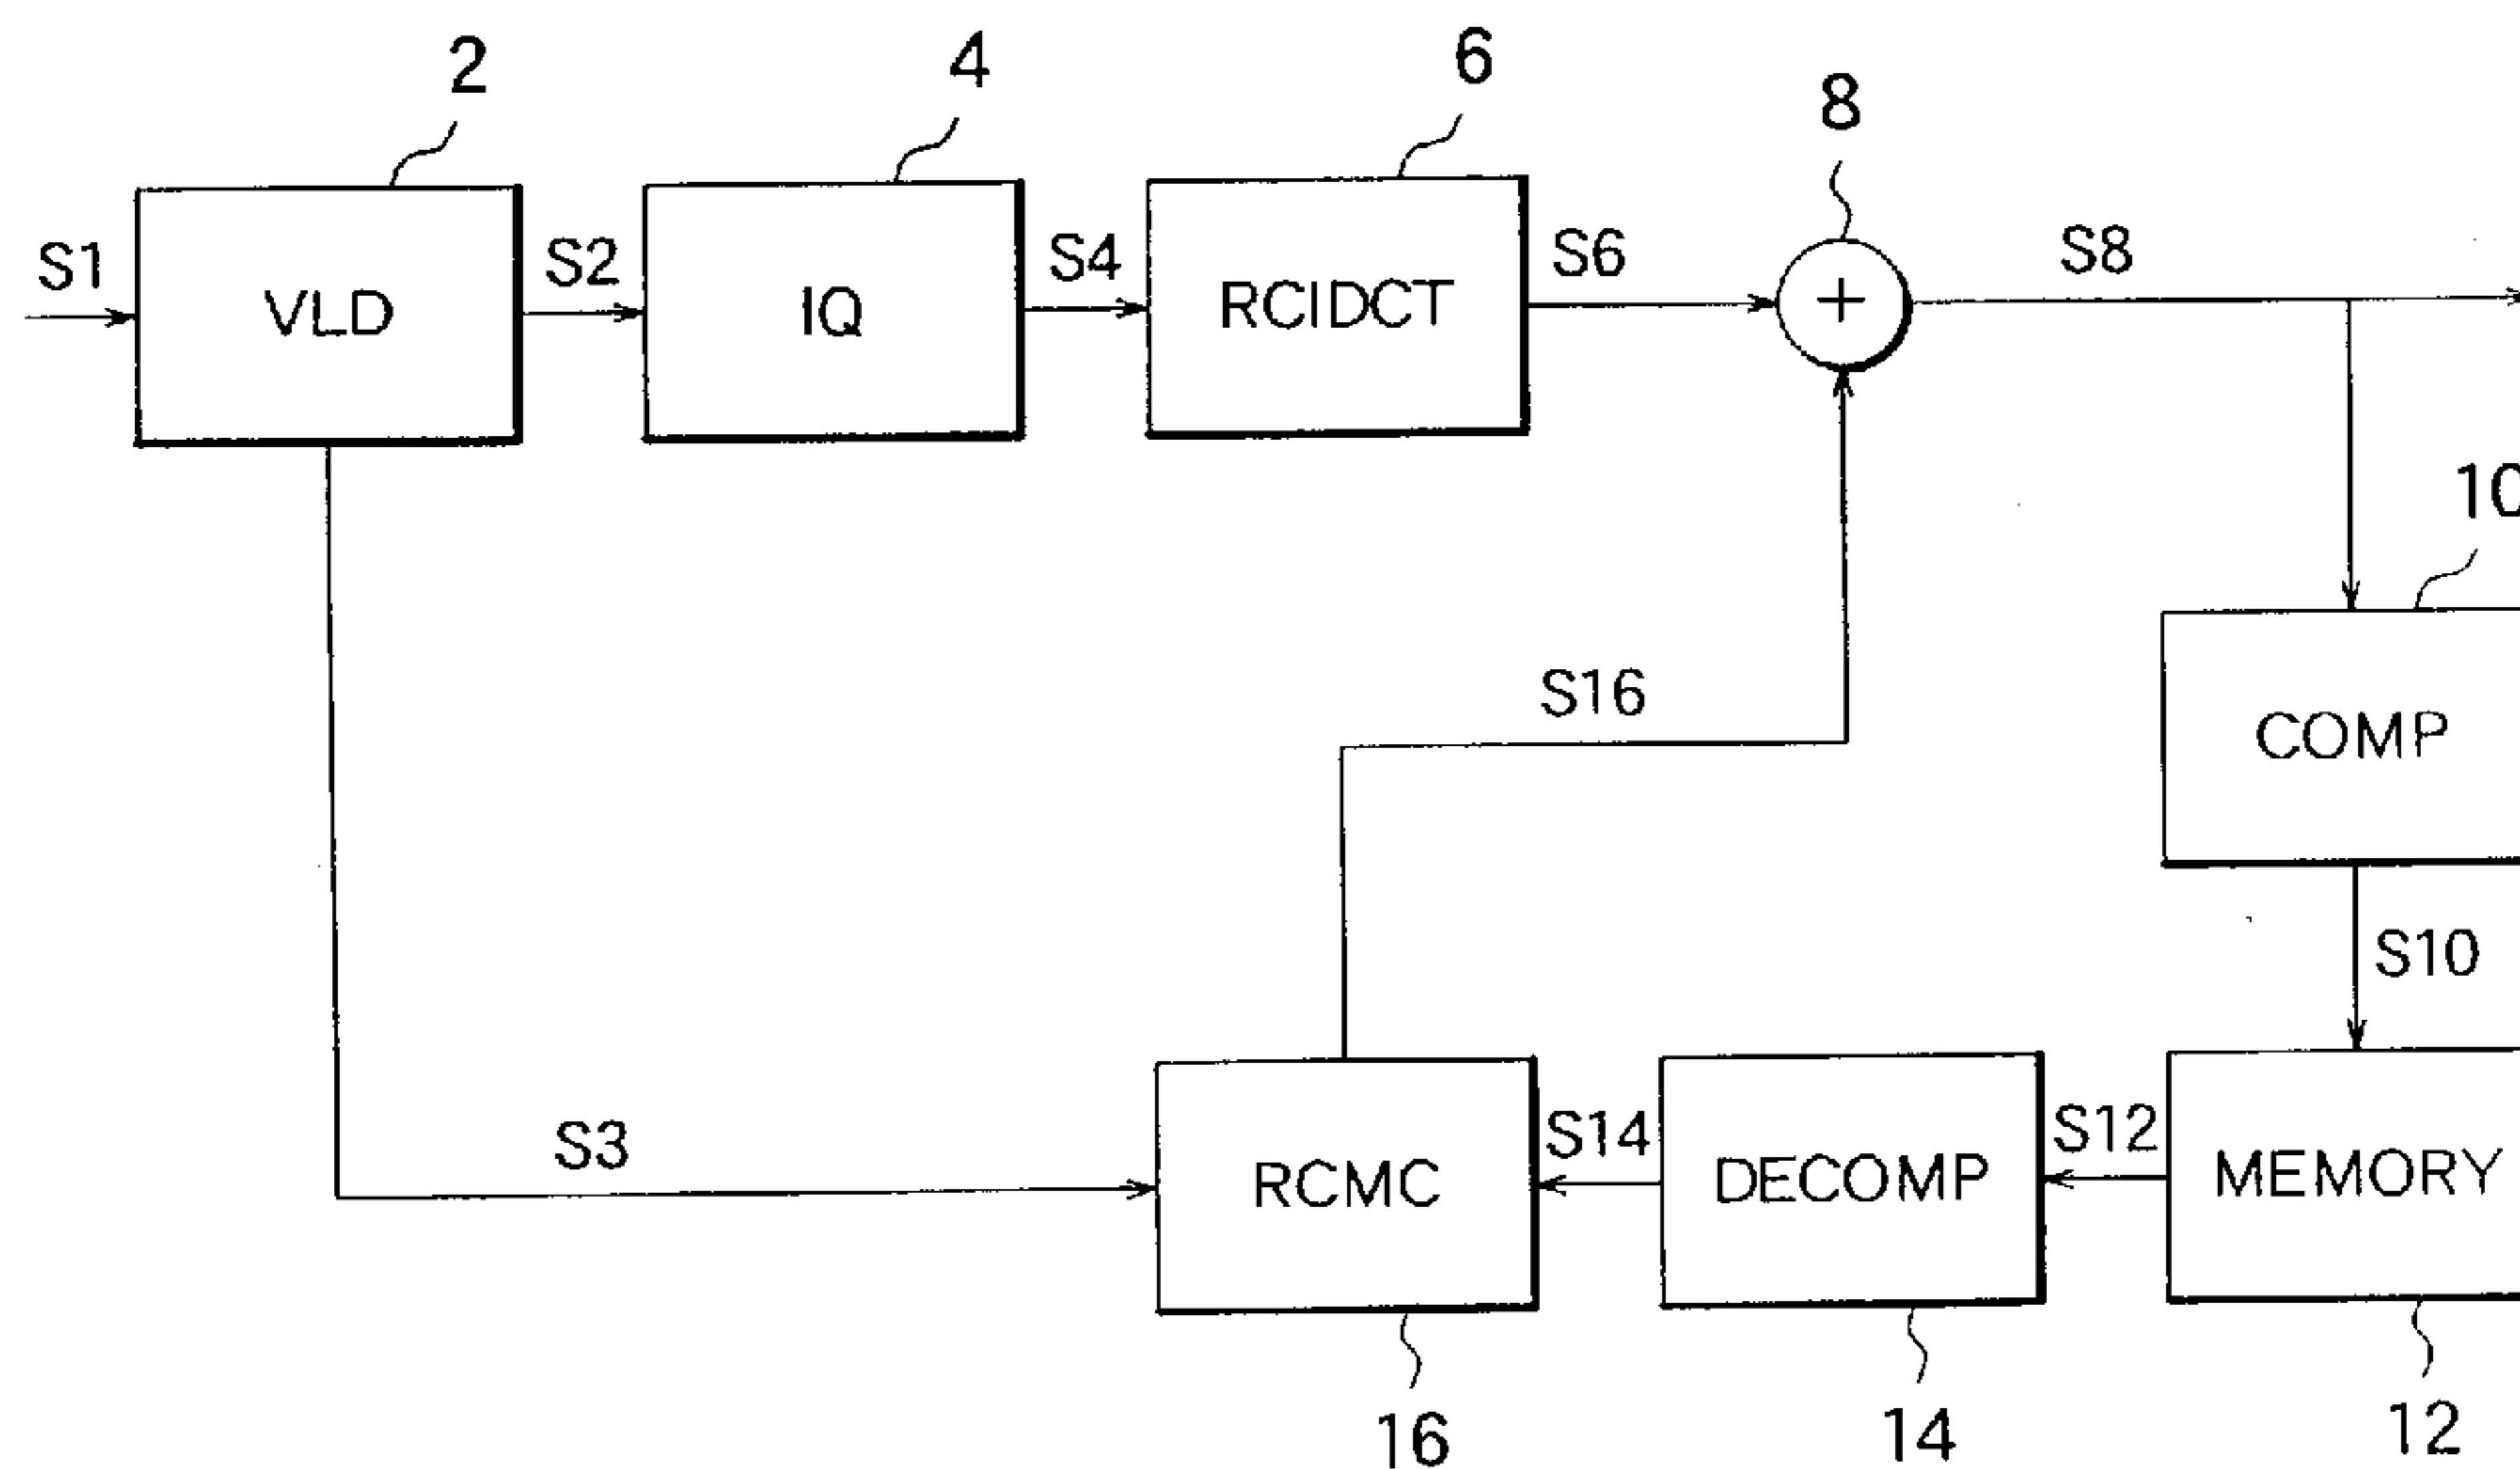 2
4
6
8
S1
VLD
S2
IQ
S4
RCIDCT
S6
+
S8
10
COMP
S16
S10
S3
RCMC
S14
DECOMP
S12
MEMORY
16
14
12